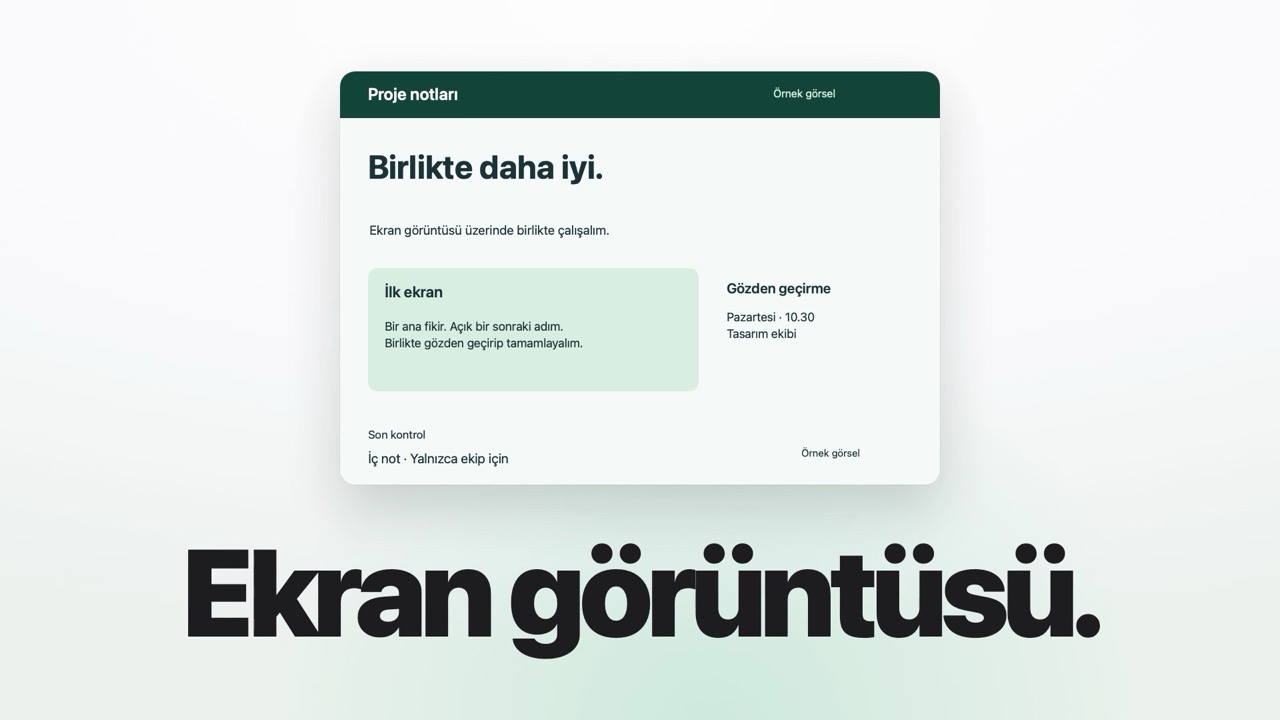 Proje notları
Örnek görsel
Birlikte daha iyi.
Ekran görüntüsü üzerinde birlikte çalışalım.
İlk ekran
Bir ana fikir. Açık bir sonraki adım.
Birlikte gözden geçirip tamamlayalım.
Gözden geçirme
Pazartesi · 10.30
Tasarım ekibi
Son kontrol
İç not · Yalnızca ekip için
Örnek görsel
Ekran görüntüsü.